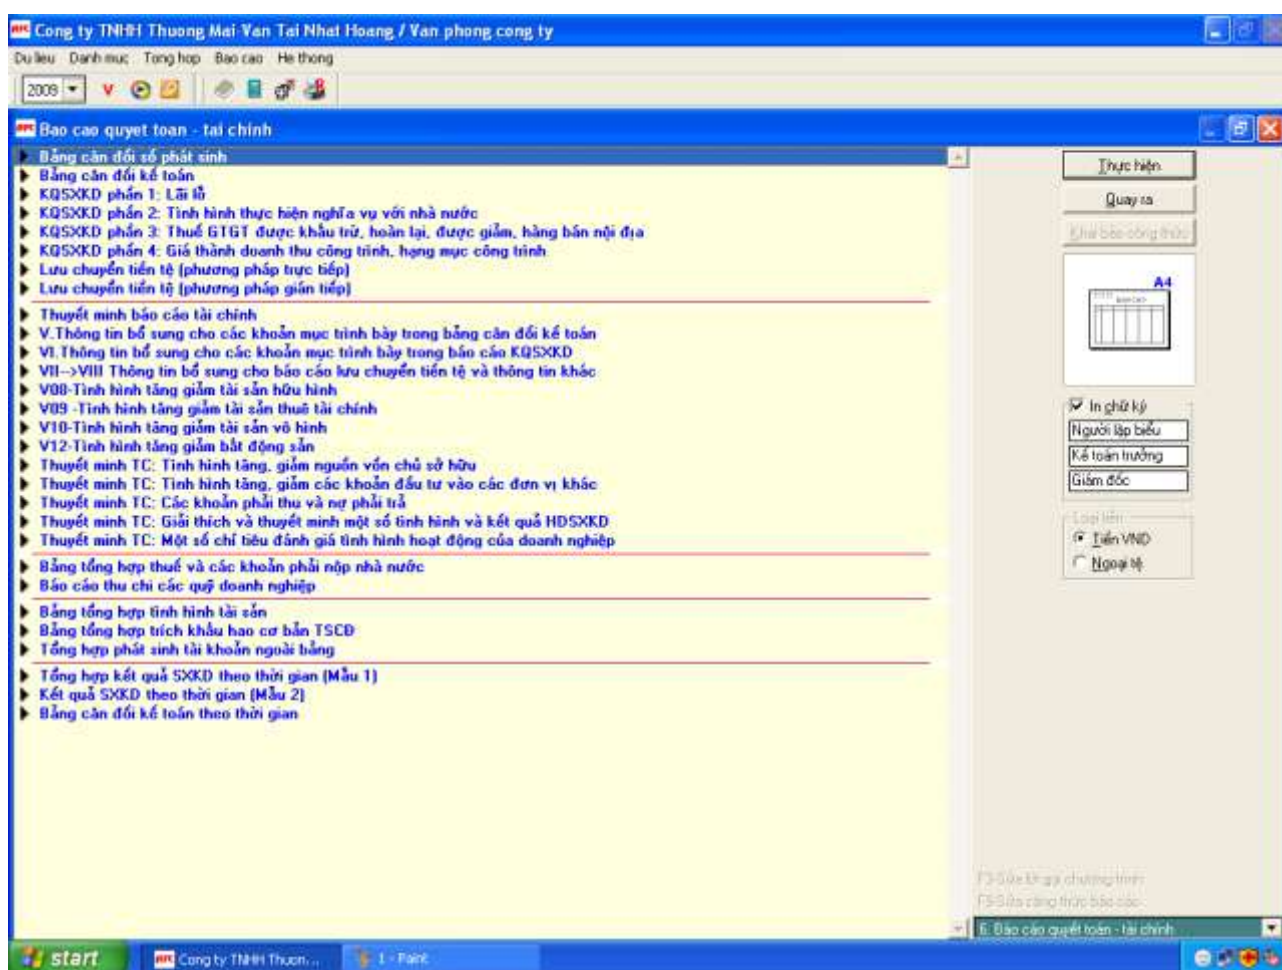 Cong ty TNHH Thuong Mai Van Tai Nhat Hoang / Van phong cong ty
Du lieu Danh muc Tong hop Bao cao He thong
2009 V
Bao cao quyet toan - tai chinh
Bảng cân đối số phát sinh
Bảng cân đối kế toán
KQSXKD phần 1: Lãi lỗ
KQSXKD phần 2: Tình hình thực hiện nghĩa vụ với nhà nước
KQSXKD phần 3: Thuế GTGT được khấu trừ, hoàn lại, được giảm, hàng bán nội địa
KQSXKD phần 4: Giá thành doanh thu công trình, hạng mục công trình
Lưu chuyển tiền tệ (phương pháp trực tiếp)
Lưu chuyển tiền tệ (phương pháp gián tiếp)
Thuyết minh báo cáo tài chính
V.Thông tin bổ sung cho các khoản mục trình bày trong bảng cân đối kế toán
VI.Thông tin bổ sung cho các khoản mục trình bày trong báo cáo KQSXKD
VII-->VIII Thông tin bổ sung cho báo cáo lưu chuyển tiền tệ và thông tin khác
V08-Tình hình tăng giảm tài sản hữu hình
V09 -Tình hình tăng giảm tài sản thuê tài chính
V10-Tình hình tăng giảm tài sản vô hình
V12-Tình hình tăng giảm bất động sản
Thuyết minh TC: Tình hình tăng, giảm nguồn vốn chủ sở hữu
Thuyết minh TC: Tình hình tăng, giảm các khoản đầu tư vào các đơn vị khác
Thuyết minh TC: Các khoản phải thu và nợ phải trả
Thuyết minh TC: Giải thích và thuyết minh một số tình hình và kết quả HDSXKD
Thuyết minh TC: Một số chỉ tiêu đánh giá tình hình hoạt động của doanh nghiệp
Bảng tổng hợp thuế và các khoản phải nộp nhà nước
Báo cáo thu chi các quỹ doanh nghiệp
Bảng tổng hợp tình hình tài sản
Bảng tổng hợp trích khấu hao cơ bản TSCĐ
Tổng hợp phát sinh tài khoản ngoài bảng
Tổng hợp kết quả SXKD theo thời gian (Mẫu 1)
Kết quả SXKD theo thời gian (Mẫu 2)
Bảng cân đối kế toán theo thời gian
Thực hiện
Quay ra
Khai báo công thức
A4
In chữ ký
Người lập biểu
Kế toán trưởng
Giám đốc
Loại tiền
Tiền VND
Ngoại tệ
F5-Sửa công thức báo cáo
6. Báo cáo quyết toán - tài chính
start Cong ty TNHH Thuon... 1 - Paint